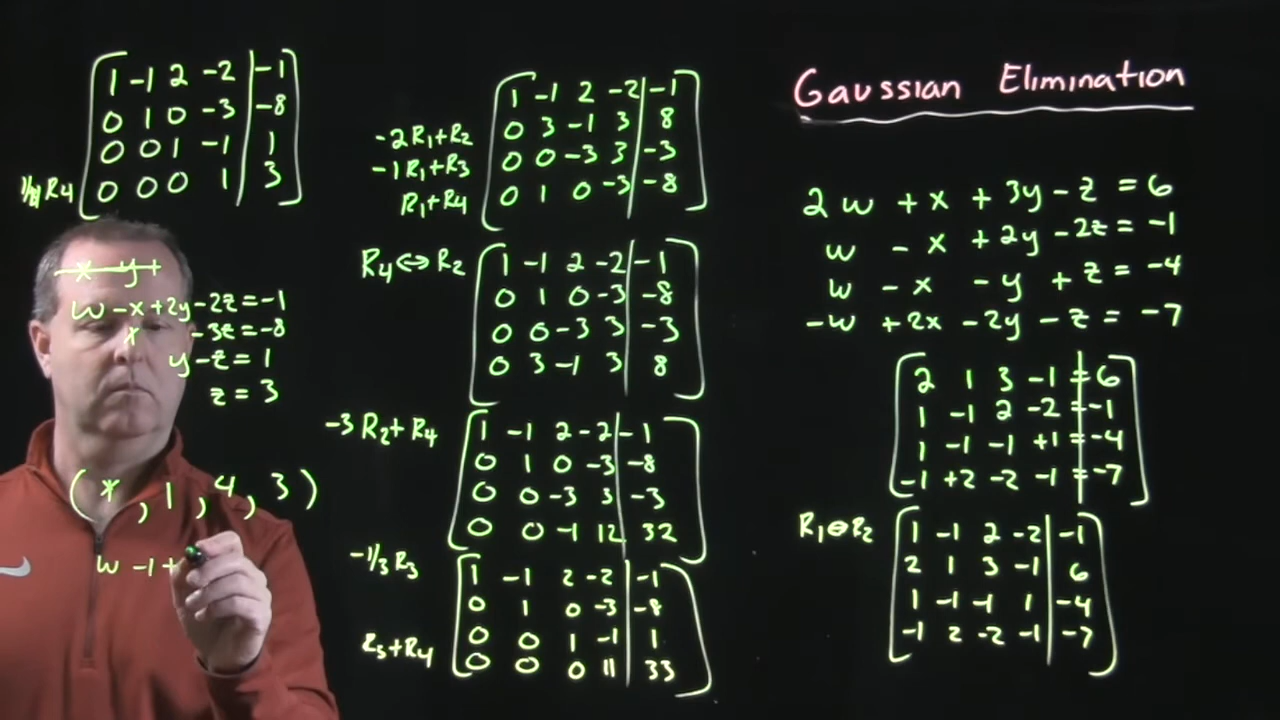 Gaussian Elimination
2w + x + 3y - z = 6
w - x + 2y - 2z = -1
w - x - y + z = -4
-w + 2x - 2y - z = -7
2 1 3 -1 = 6
1 -1 2 -2 = -1
1 -1 -1 +1 = -4
-1 +2 -2 -1 = -7
R1 ↔ R2
1 -1 2 -2 | -1
2 1 3 -1 | 6
1 -1 -1 1 | -4
-1 2 -2 -1 | -7
1 -1 2 -2 | -1
-2R1+R2 0 3 -1 3 | 8
-1R1+R3 0 0 -3 3 | -3
R1+R4 0 1 0 -3 | -8
R4 ↔ R2 1 -1 2 -2 | -1
0 1 0 -3 | -8
0 0 -3 3 | -3
0 3 -1 3 | 8
-3R2+R4 1 -1 2 -2 | -1
0 1 0 -3 | -8
0 0 -3 3 | -3
0 0 -1 12 | 32
-1/3 R3 1 -1 2 -2 | -1
0 1 0 -3 | -8
R3+R4 0 0 1 -1 | 1
0 0 0 11 | 33
1 -1 2 -2 | -1
0 1 0 -3 | -8
0 0 1 -1 | 1
1/11 R4 0 0 0 1 | 3
x y +
w - x + 2y - 2z = -1
x - 3z = -8
y - z = 1
z = 3
( , 1, 4, 3)
w - 1 +